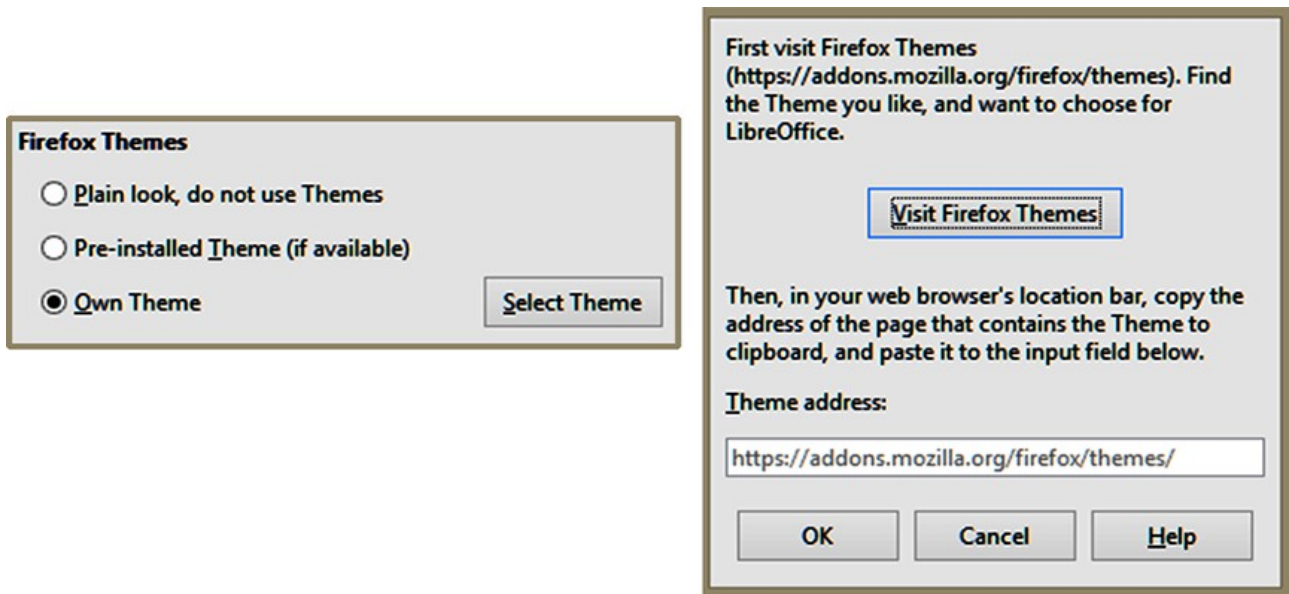 Firefox Themes
Plain look, do not use Themes
Pre-installed Theme (if available)
Own Theme
Select Theme
First visit Firefox Themes
(https://addons.mozilla.org/firefox/themes). Find
the Theme you like, and want to choose for
LibreOffice.
Visit Firefox Themes
Then, in your web browser's location bar, copy the
address of the page that contains the Theme to
clipboard, and paste it to the input field below.
Theme address:
https://addons.mozilla.org/firefox/themes/
OK
Cancel
Help